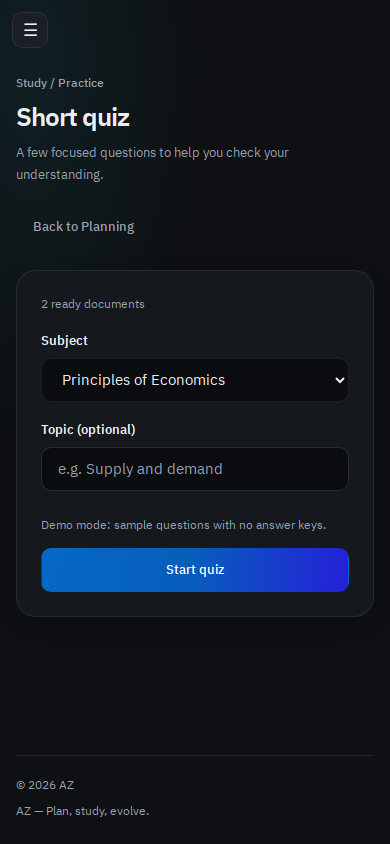 ☰
Study / Practice
Short quiz
A few focused questions to help you check your
understanding.
Back to Planning
2 ready documents
Subject
Principles of Economics
Topic (optional)
e.g. Supply and demand
Demo mode: sample questions with no answer keys.
Start quiz
© 2026 AZ
AZ — Plan, study, evolve.